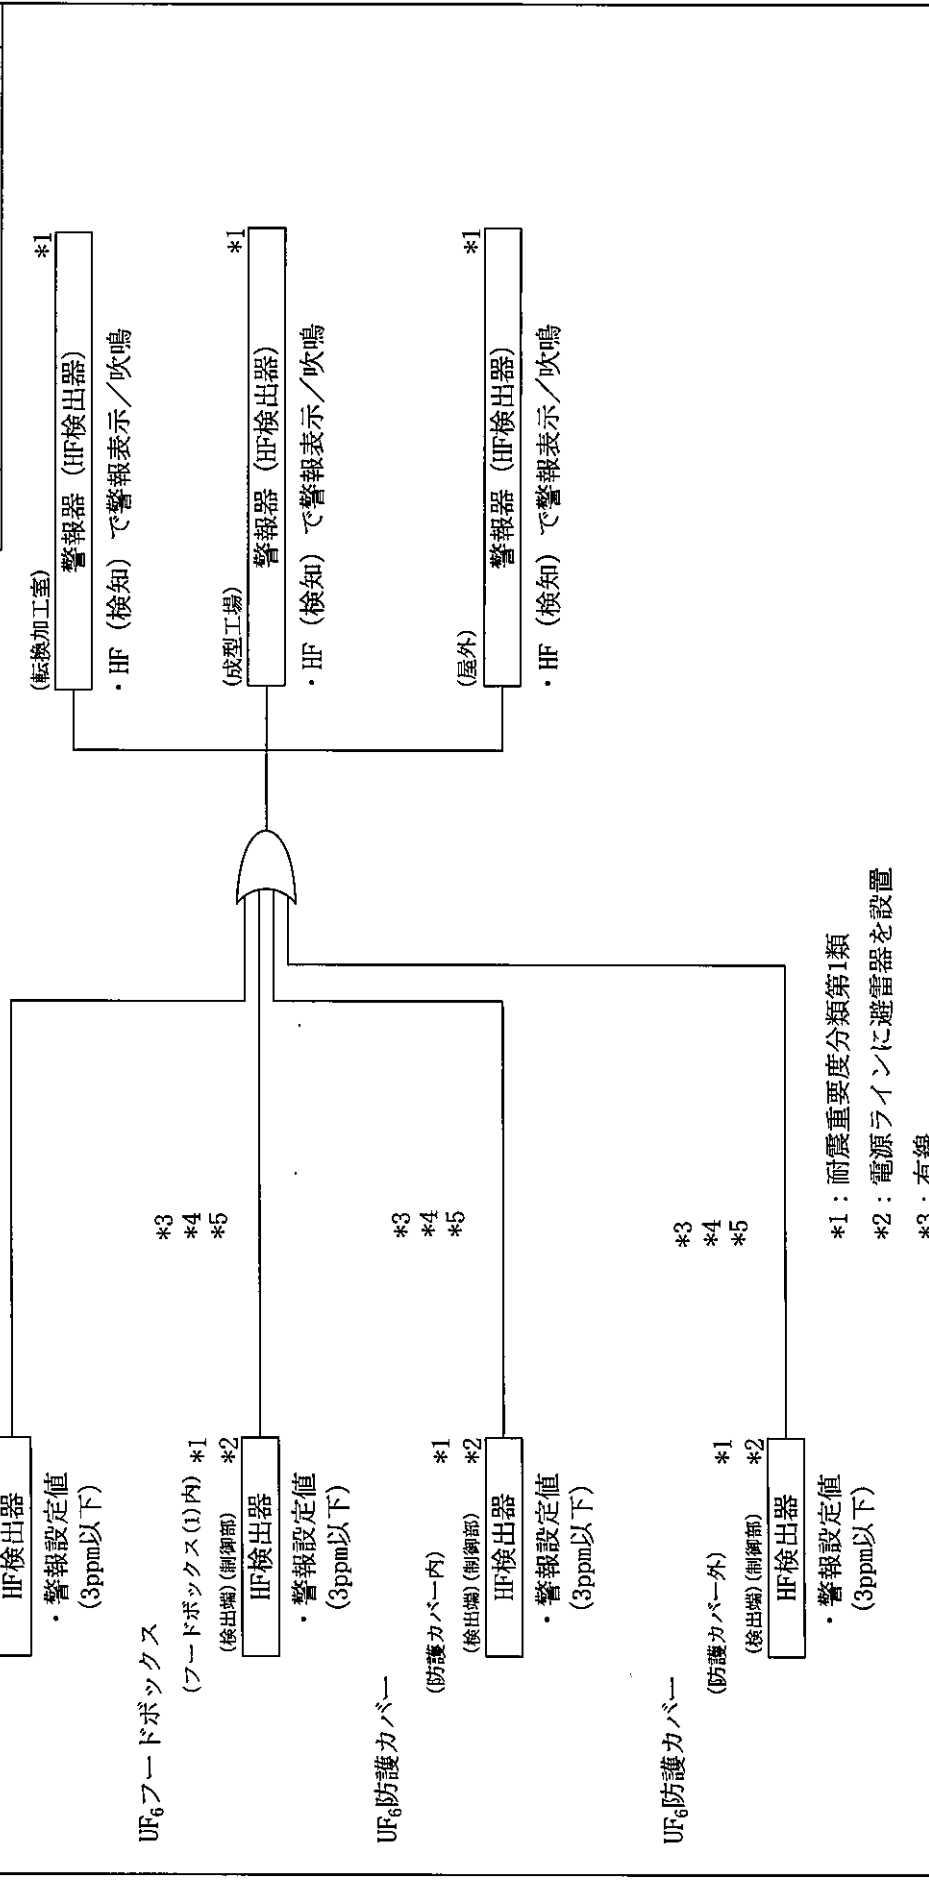 HF検出器
・警報設定値
(3ppm以下)
UF₆フードボックス
(フードボックス(1)内) *1
(検出端)(制御部) *2
HF検出器
・警報設定値
(3ppm以下)
*3
*4
*5
UF₆防護カバー
(防護カバー内) *1
(検出端)(制御部) *2
HF検出器
・警報設定値
(3ppm以下)
*3
*4
*5
UF₆防護カバー
(防護カバー外) *1
(検出端)(制御部) *2
HF検出器
・警報設定値
(3ppm以下)
*3
*4
*5
(転換加工室) *1
警報器 (HF検出器)
・HF (検知) で警報表示/吹鳴
(成型工場) *1
警報器 (HF検出器)
・HF (検知) で警報表示/吹鳴
(屋外) *1
警報器 (HF検出器)
・HF (検知) で警報表示/吹鳴
*1:耐震重要度分類第1類
*2:電源ラインに避雷器を設置
*3:有線